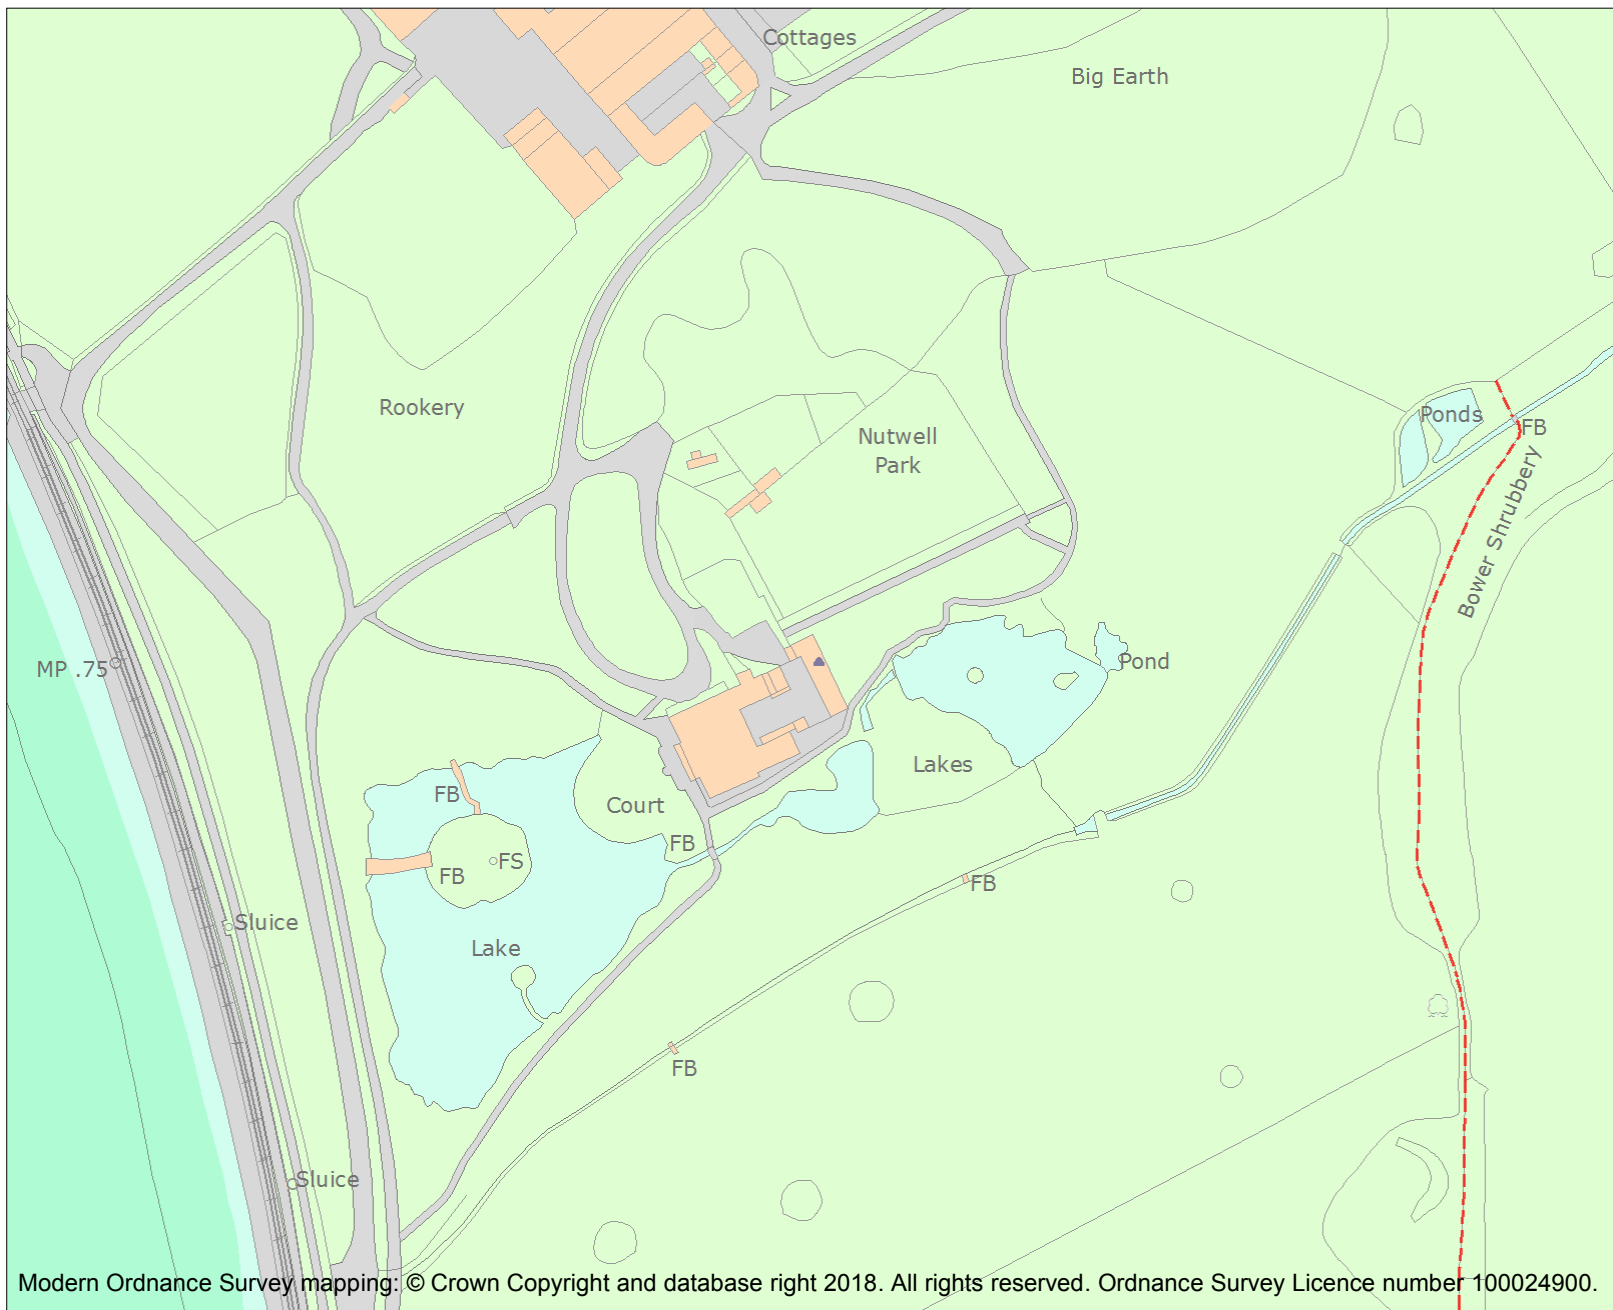 Cottages
Big Earth
Rookery
Nutwell
Park
Ponds
FB
Bower Shrubbery
MP .75
Pond
Lakes
FB
Court
FB
FS
FB
FB
Sluice
Lake
FB
Sluice
Modern Ordnance Survey mapping: © Crown Copyright and database right 2018. All rights reserved. Ordnance Survey Licence number 100024900.